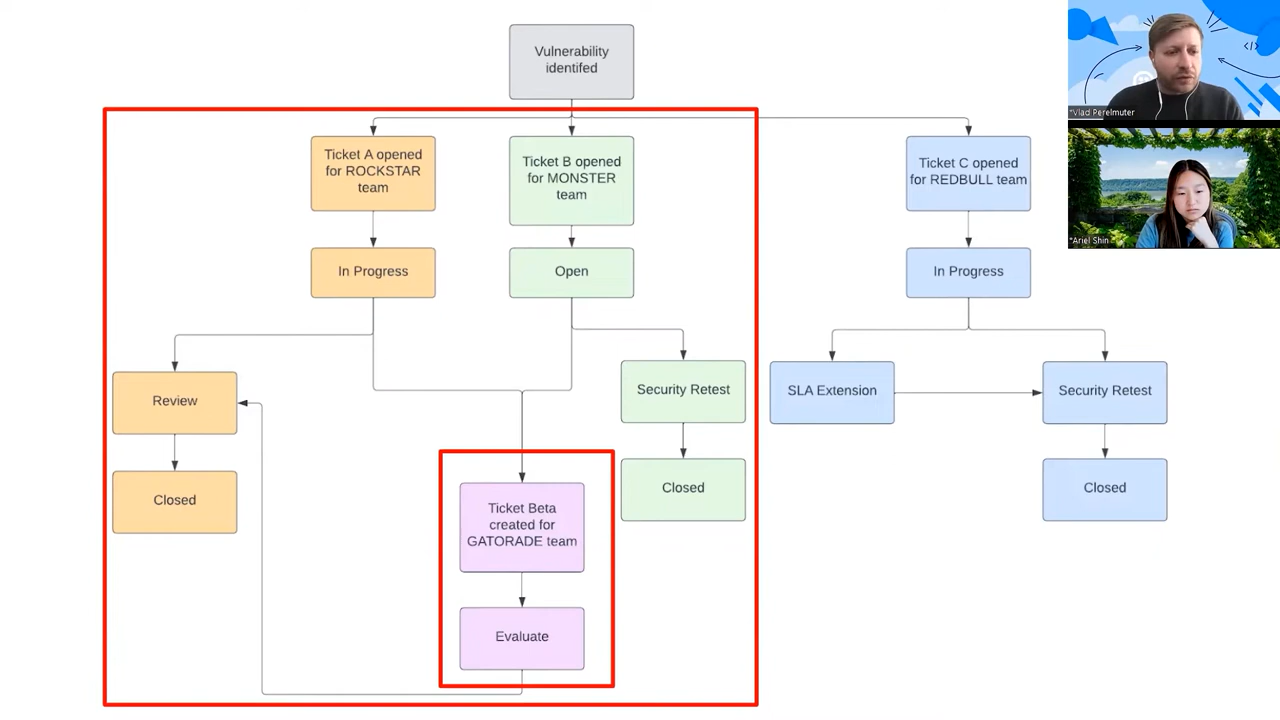 Vulnerability
identifed
Ticket A opened
for ROCKSTAR
team
Ticket B opened
for MONSTER
team
Ticket C opened
for REDBULL team
In Progress
Open
In Progress
Review
Security Retest
SLA Extension
Security Retest
Closed
Closed
Closed
Ticket Beta
created for
GATORADE team
Evaluate
*Vlad Perelmuter
*Ariel Shin